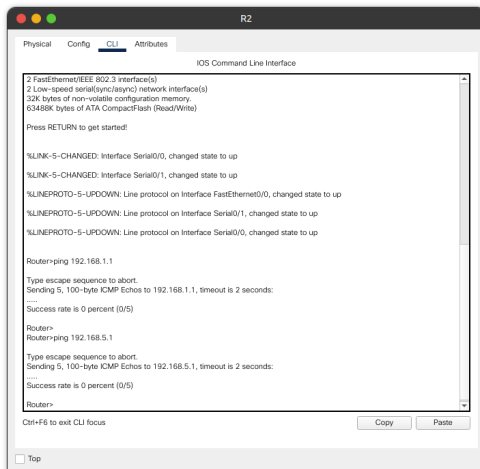 R2
Physical Config CLI Attributes
IOS Command Line Interface
2 FastEthernet/IEEE 802.3 interface(s)
2 Low-speed serial(sync/async) network interface(s)
32K bytes of non-volatile configuration memory.
63488K bytes of ATA CompactFlash (Read/Write)
Press RETURN to get started!
%LINK-5-CHANGED: Interface Serial0/0, changed state to up
%LINK-5-CHANGED: Interface Serial0/1, changed state to up
%LINEPROTO-5-UPDOWN: Line protocol on Interface FastEthernet0/0, changed state to up
%LINEPROTO-5-UPDOWN: Line protocol on Interface Serial0/1, changed state to up
%LINEPROTO-5-UPDOWN: Line protocol on Interface Serial0/0, changed state to up
Router>ping 192.168.1.1
Type escape sequence to abort.
Sending 5, 100-byte ICMP Echos to 192.168.1.1, timeout is 2 seconds:
.....
Success rate is 0 percent (0/5)
Router>
Router>ping 192.168.5.1
Type escape sequence to abort.
Sending 5, 100-byte ICMP Echos to 192.168.5.1, timeout is 2 seconds:
.....
Success rate is 0 percent (0/5)
Router>
Ctrl+F6 to exit CLI focus
Copy Paste
Top